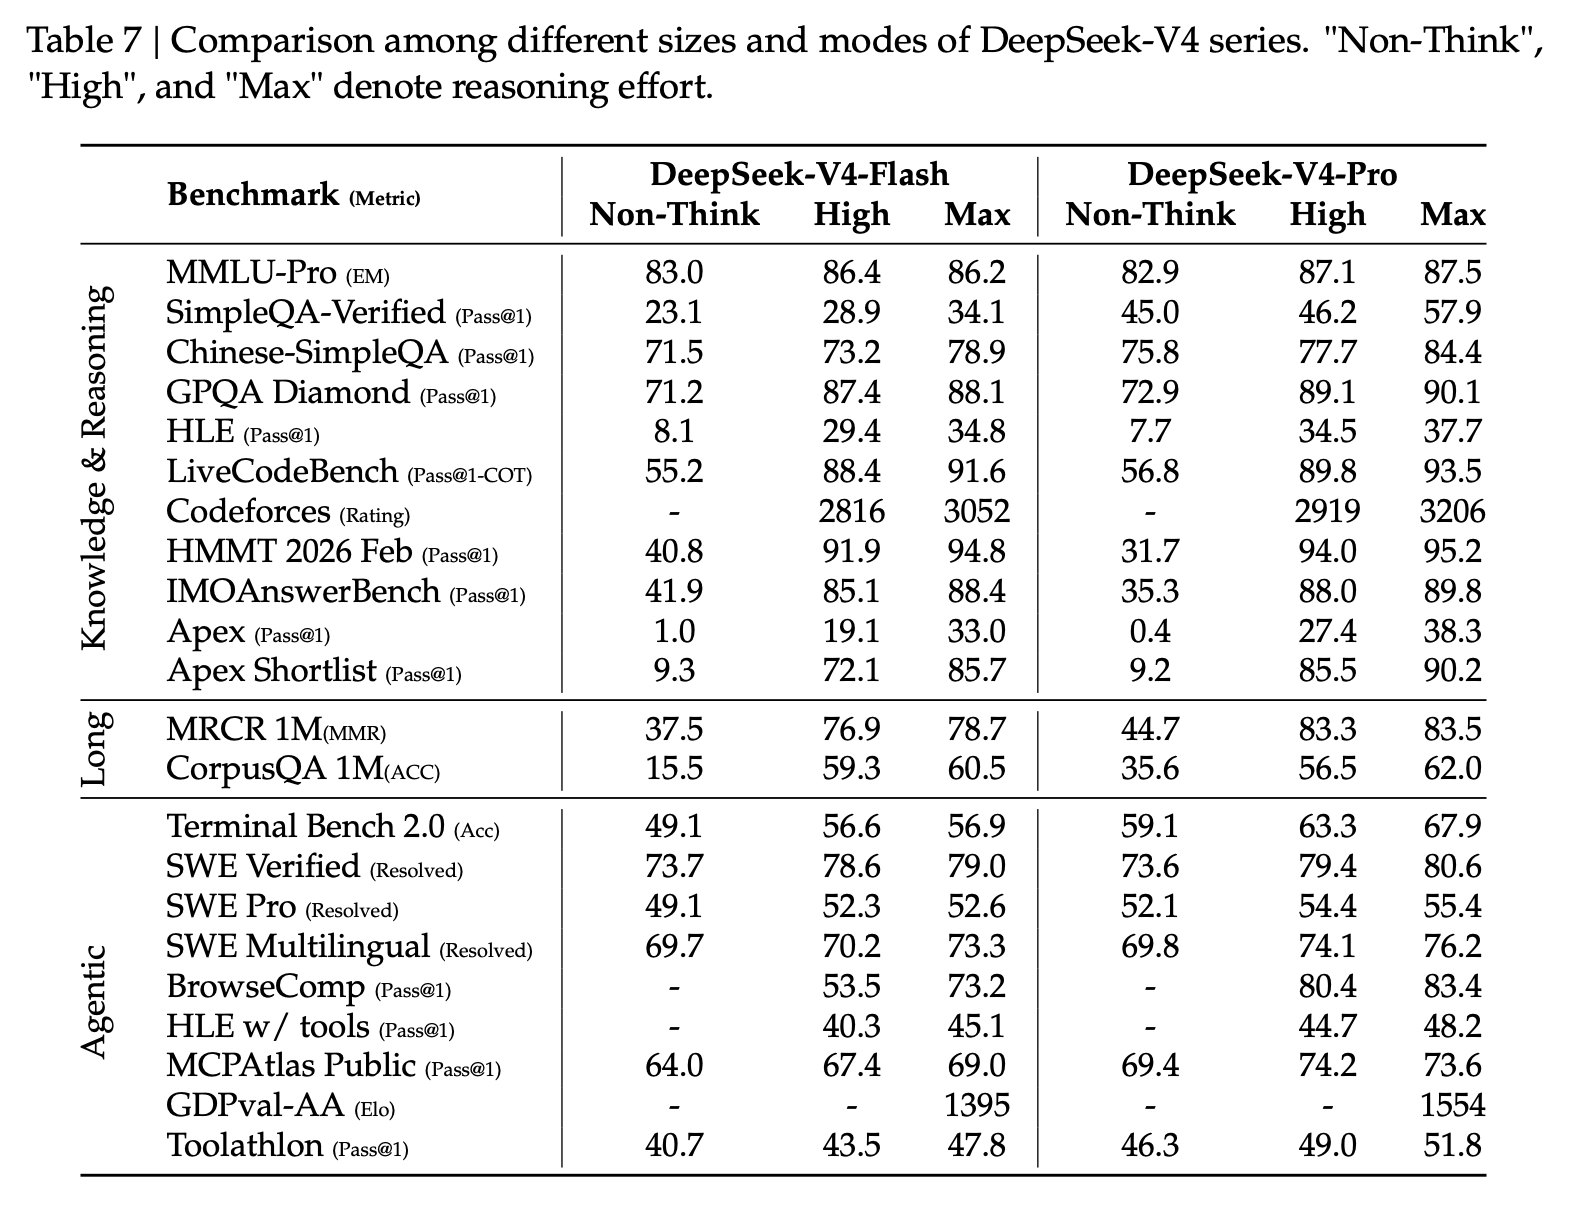 Table 7 | Comparison among different sizes and modes of DeepSeek-V4 series. "Non-Think",
"High", and "Max" denote reasoning effort.
Benchmark (Metric) DeepSeek-V4-Flash DeepSeek-V4-Pro
Non-Think High Max Non-Think High Max
Knowledge & Reasoning
MMLU-Pro (EM) 83.0 86.4 86.2 82.9 87.1 87.5
SimpleQA-Verified (Pass@1) 23.1 28.9 34.1 45.0 46.2 57.9
Chinese-SimpleQA (Pass@1) 71.5 73.2 78.9 75.8 77.7 84.4
GPQA Diamond (Pass@1) 71.2 87.4 88.1 72.9 89.1 90.1
HLE (Pass@1) 8.1 29.4 34.8 7.7 34.5 37.7
LiveCodeBench (Pass@1-COT) 55.2 88.4 91.6 56.8 89.8 93.5
Codeforces (Rating) - 2816 3052 - 2919 3206
HMMT 2026 Feb (Pass@1) 40.8 91.9 94.8 31.7 94.0 95.2
IMOAnswerBench (Pass@1) 41.9 85.1 88.4 35.3 88.0 89.8
Apex (Pass@1) 1.0 19.1 33.0 0.4 27.4 38.3
Apex Shortlist (Pass@1) 9.3 72.1 85.7 9.2 85.5 90.2
Long
MRCR 1M(MMR) 37.5 76.9 78.7 44.7 83.3 83.5
CorpusQA 1M(ACC) 15.5 59.3 60.5 35.6 56.5 62.0
Agentic
Terminal Bench 2.0 (Acc) 49.1 56.6 56.9 59.1 63.3 67.9
SWE Verified (Resolved) 73.7 78.6 79.0 73.6 79.4 80.6
SWE Pro (Resolved) 49.1 52.3 52.6 52.1 54.4 55.4
SWE Multilingual (Resolved) 69.7 70.2 73.3 69.8 74.1 76.2
BrowseComp (Pass@1) - 53.5 73.2 - 80.4 83.4
HLE w/ tools (Pass@1) - 40.3 45.1 - 44.7 48.2
MCPAtlas Public (Pass@1) 64.0 67.4 69.0 69.4 74.2 73.6
GDPval-AA (Elo) - - 1395 - - 1554
Toolathlon (Pass@1) 40.7 43.5 47.8 46.3 49.0 51.8